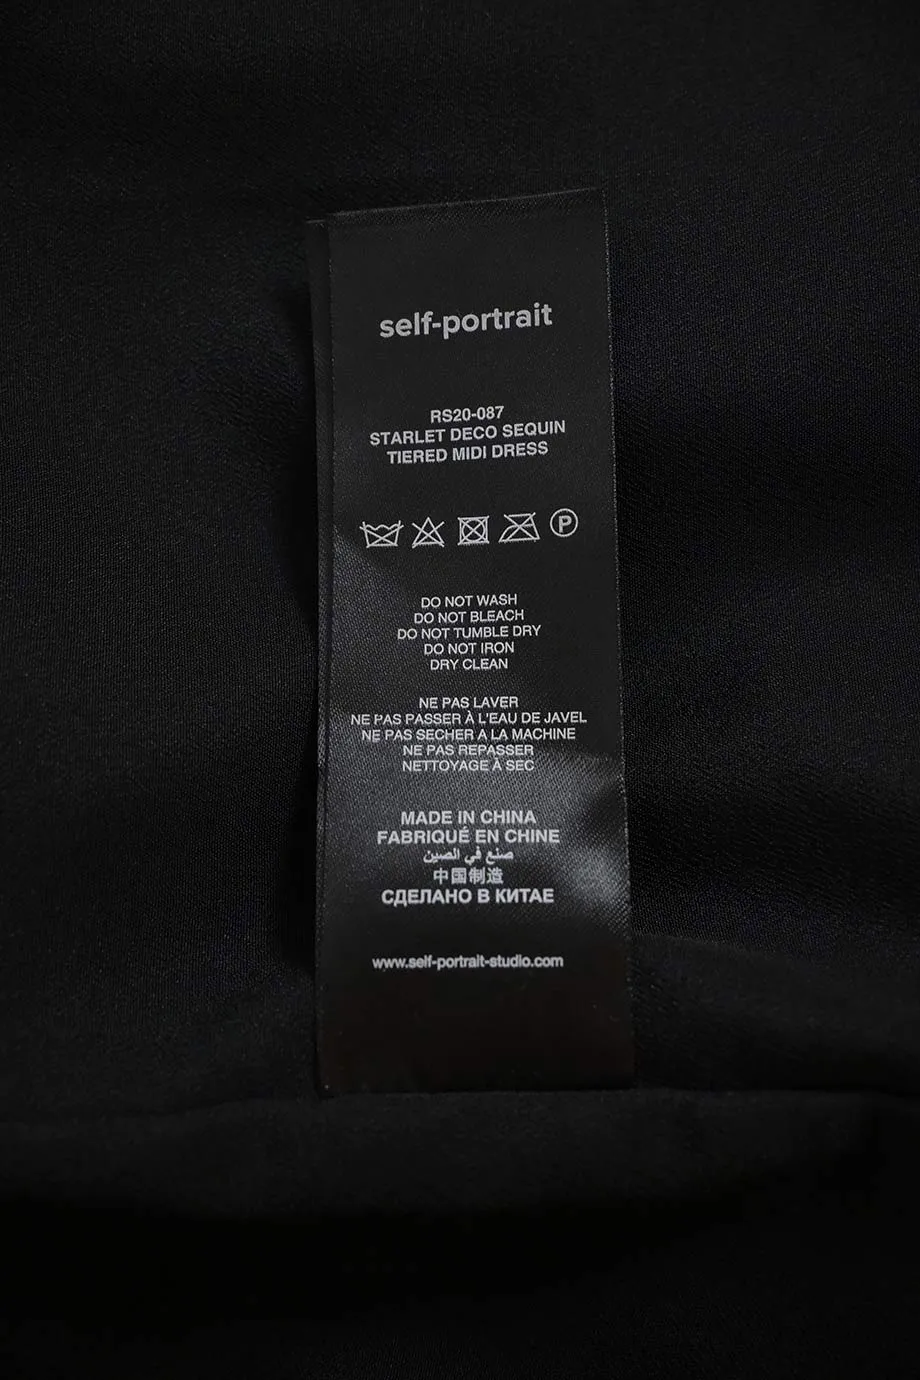 self-portrait
RS20-087
STARLET DECO SEQUIN
TIERED MIDI DRESS
P
DO NOT WASH
DO NOT BLEACH
DO NOT TUMBLE DRY
DO NOT IRON
DRY CLEAN
NE PAS LAVER
NE PAS PASSER À L'EAU DE JAVEL
NE PAS SECHER A LA MACHINE
NE PAS REPASSER
NETTOYAGE À SEC
MADE IN CHINA
FABRIQUÉ EN CHINE
صنع في الصين
中国制造
СДЕЛАНО В КИТАЕ
www.self-portrait-studio.com